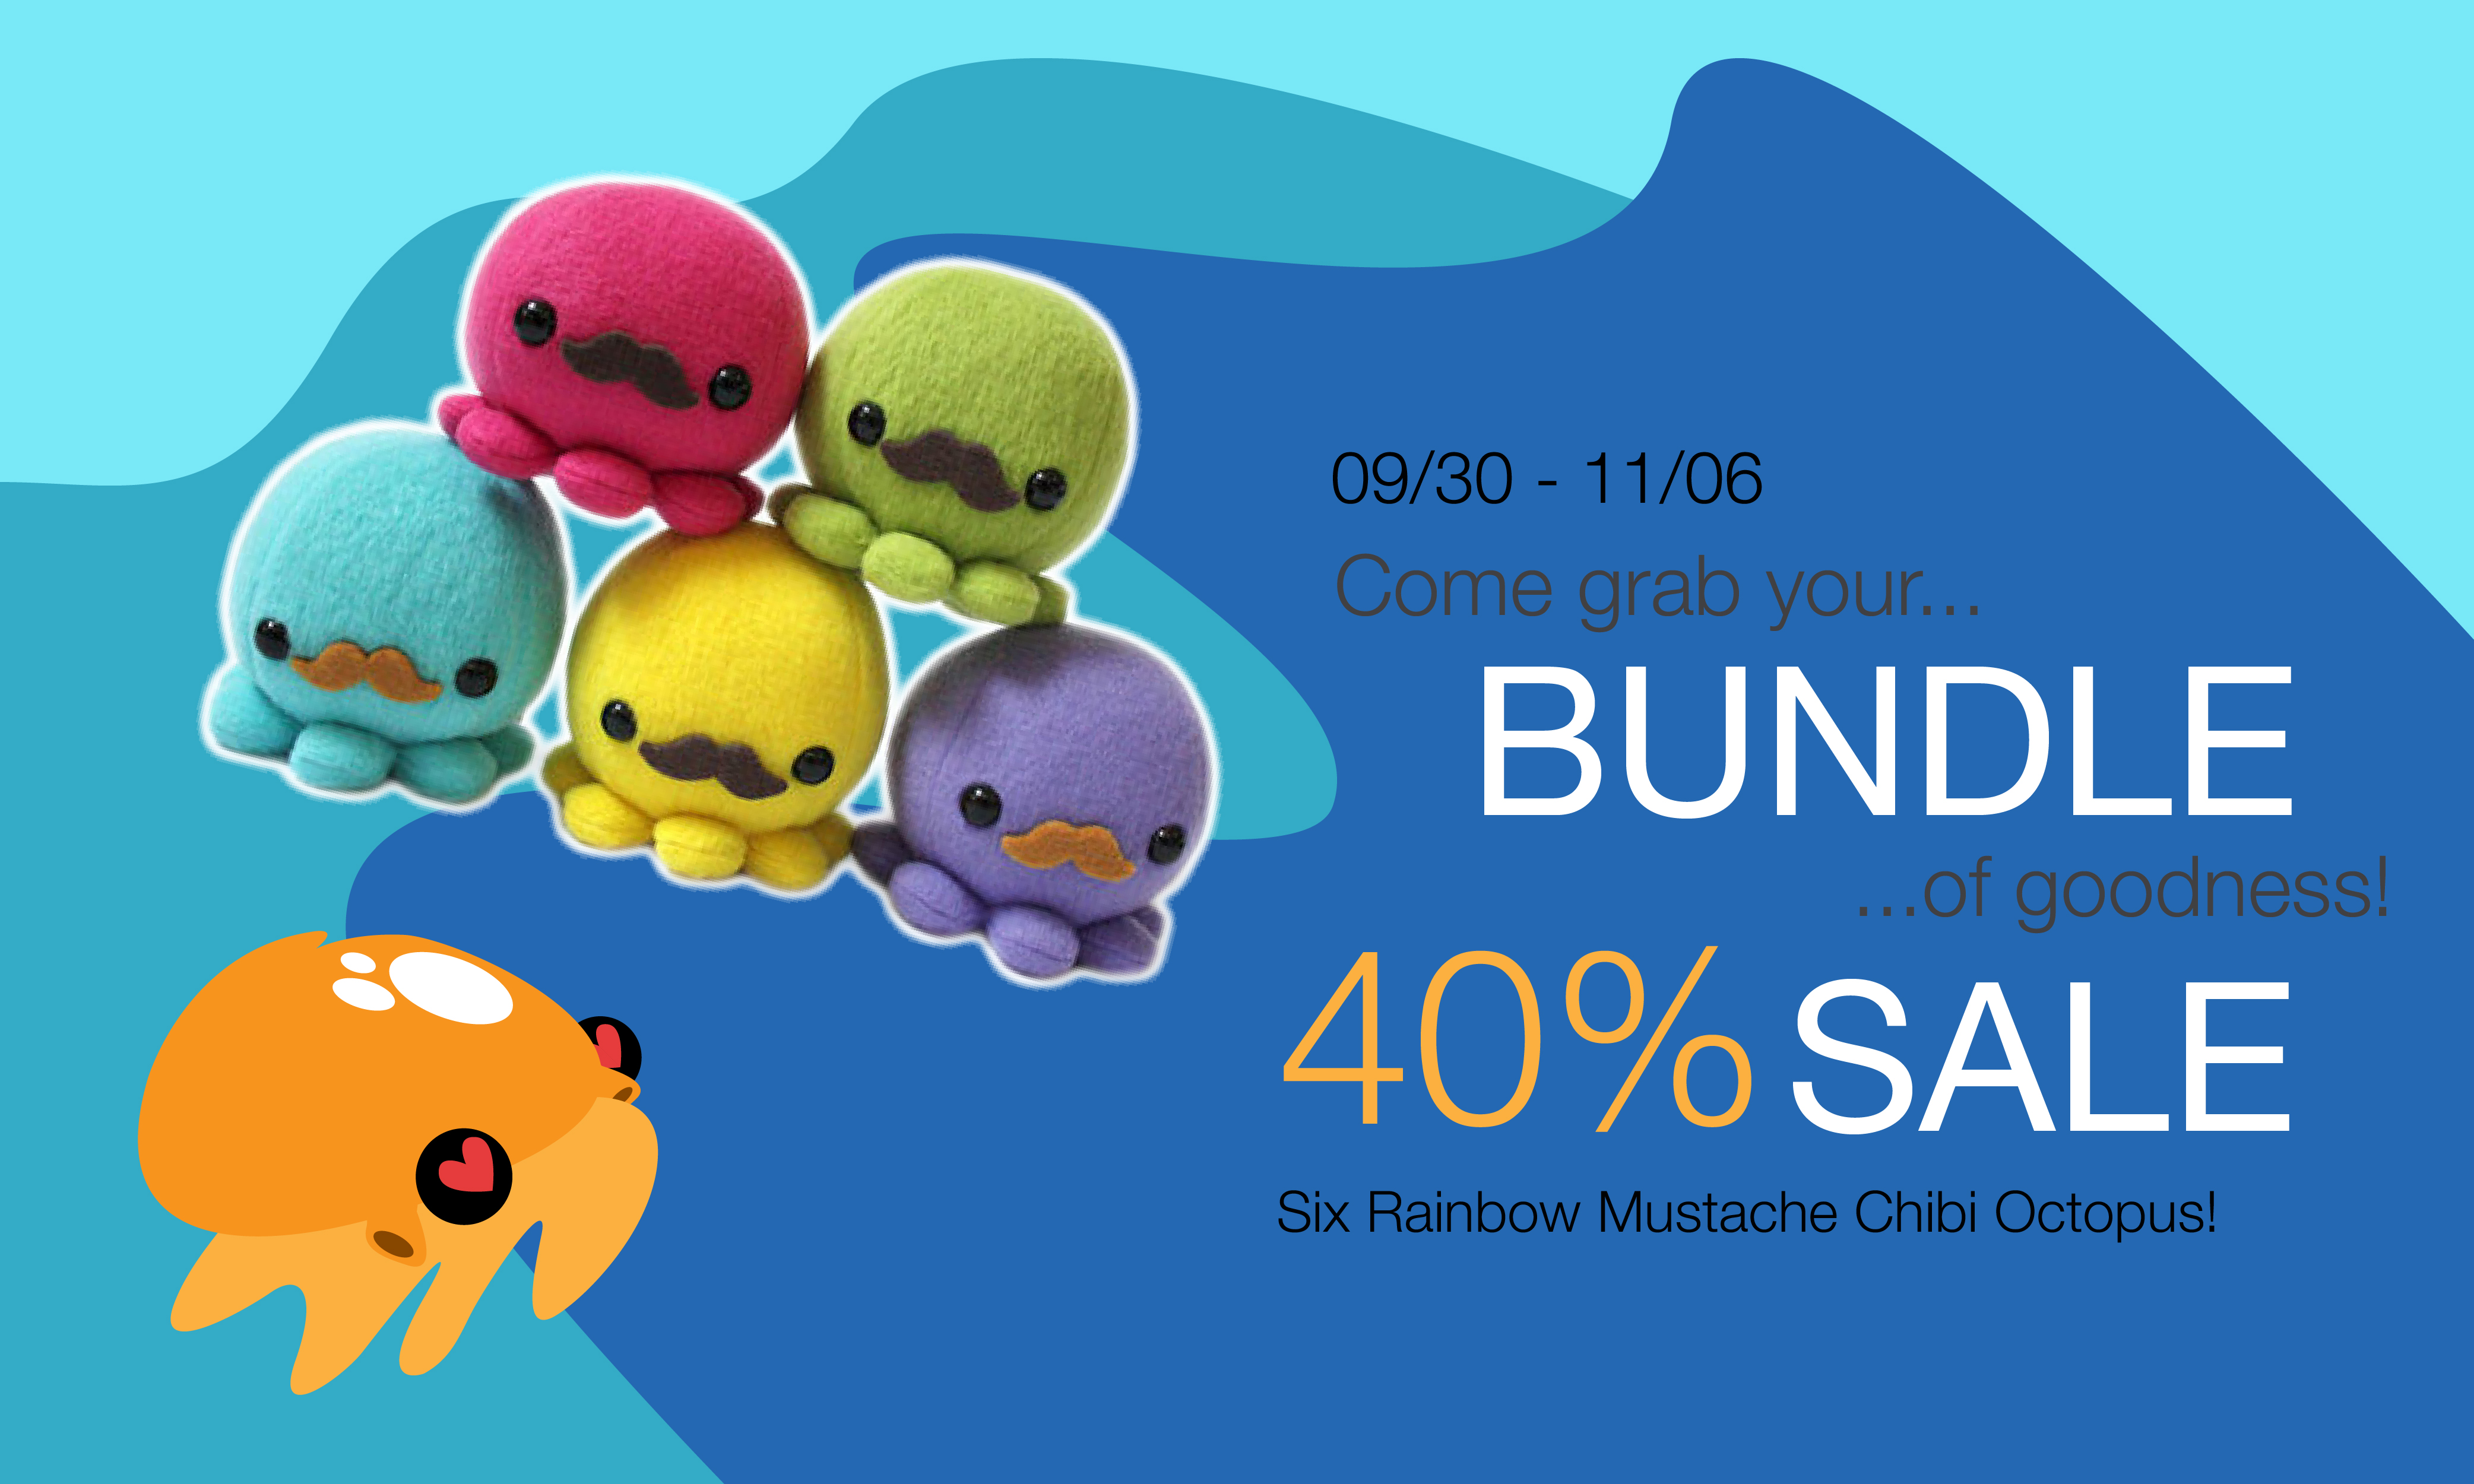 09/30 - 11/06
Come grab your...
BUNDLE
...of goodness!
40% SALE
Six Rainbow Mustache Chibi Octopus!